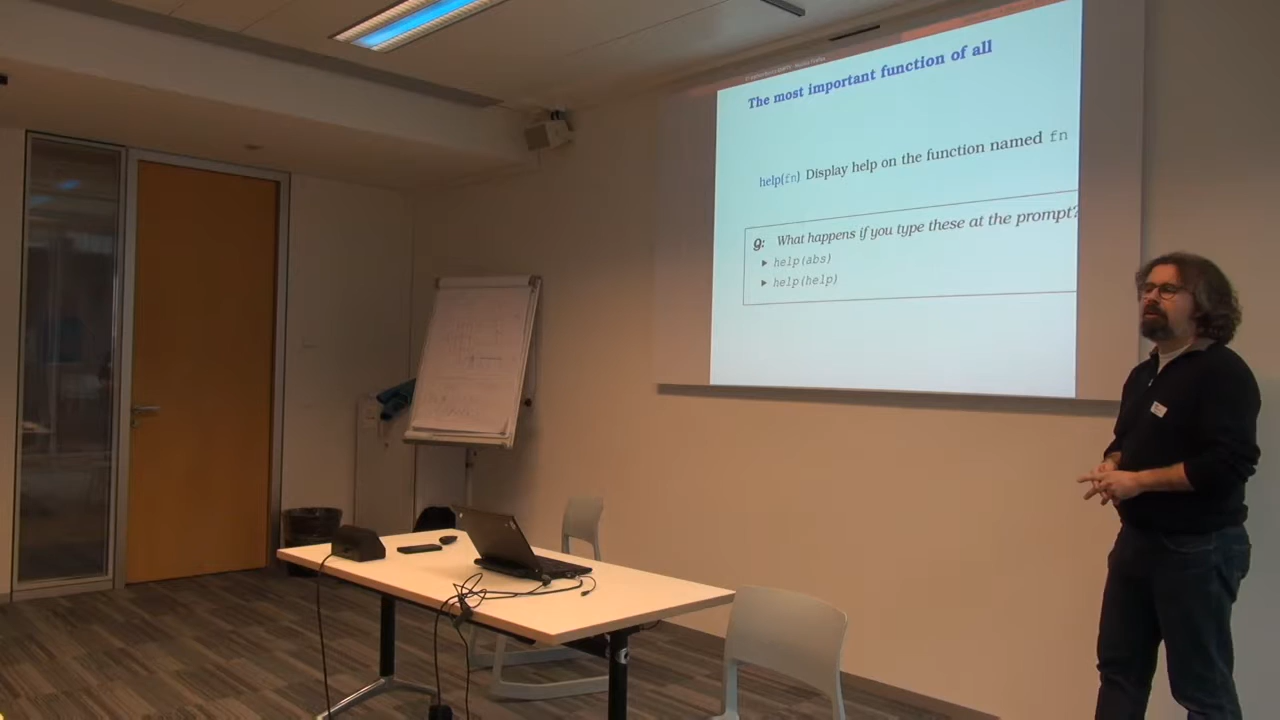 The most important function of all
help(fn) Display help on the function named fn
Q: What happens if you type these at the prompt?
▸ help(abs)
▸ help(help)